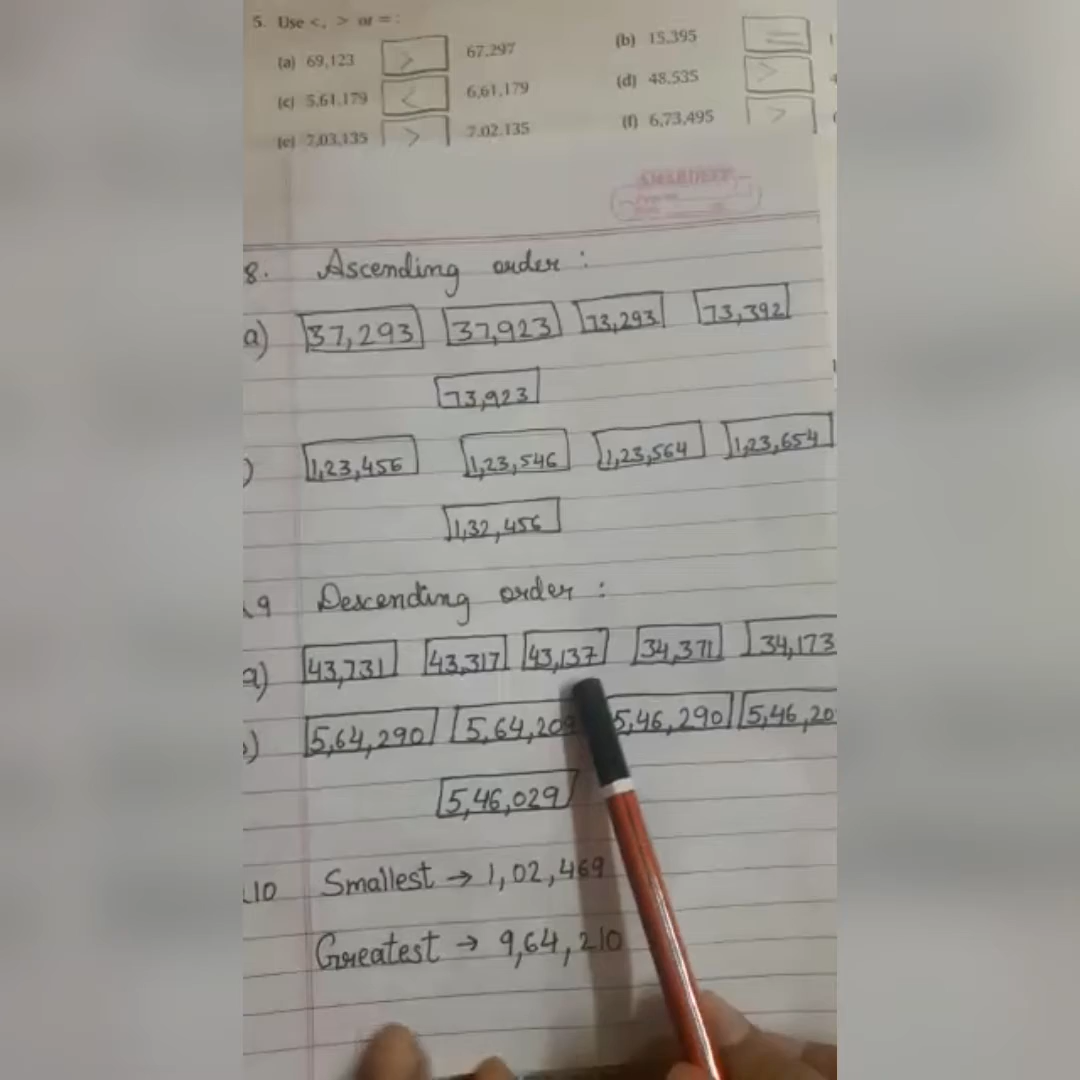 5. Use <, > or = :
(a) 69,123 > 67,297 (b) 15,395 =
(c) 5,61,179 < 6,61,179 (d) 48,535 >
(e) 7,03,135 > 7,02,135 (f) 6,73,495 >
8. Ascending order :
a) 37,293 37,923 73,293 73,392
73,923
) 1,23,456 1,23,546 1,23,564 1,23,654
1,32,456
9 Descending order :
a) 43,731 43,317 43,137 34,371 34,173
) 5,64,290 5,64,209 5,46,290 5,46,20
5,46,029
10 Smallest → 1,02,469
Greatest → 9,64,210